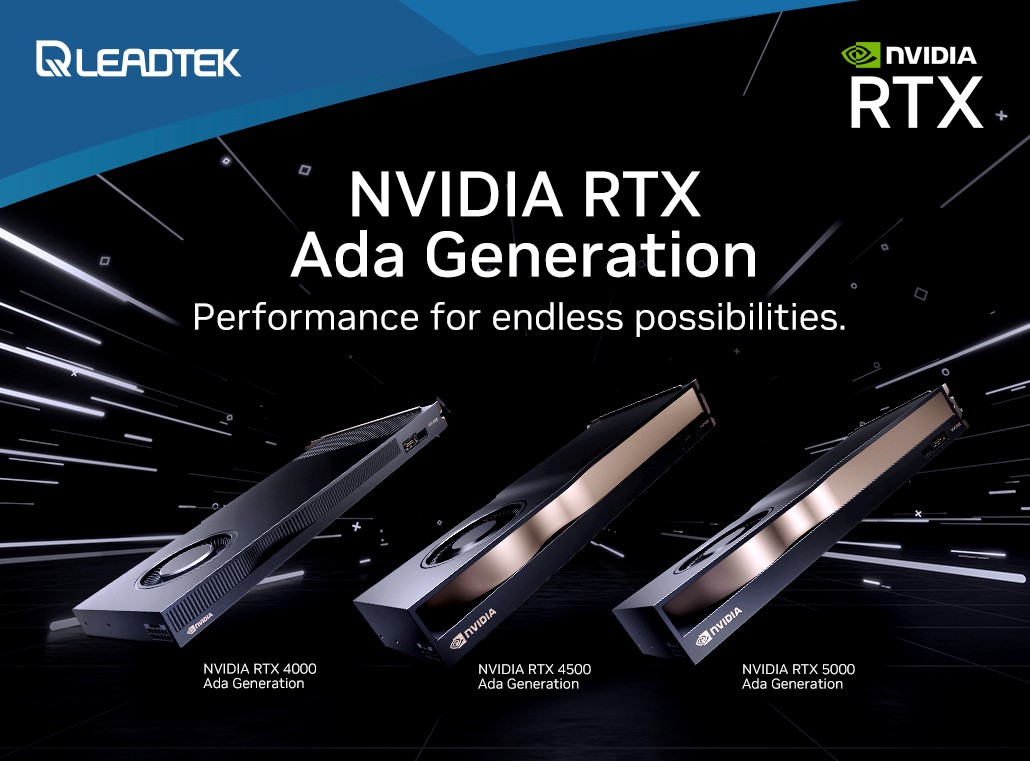 LEADTEK
NVIDIA
RTX
NVIDIA RTX
Ada Generation
Performance for endless possibilities.
NVIDIA
NVIDIA
NVIDIA
NVIDIA RTX 4000
Ada Generation
NVIDIA RTX 4500
Ada Generation
NVIDIA RTX 5000
Ada Generation